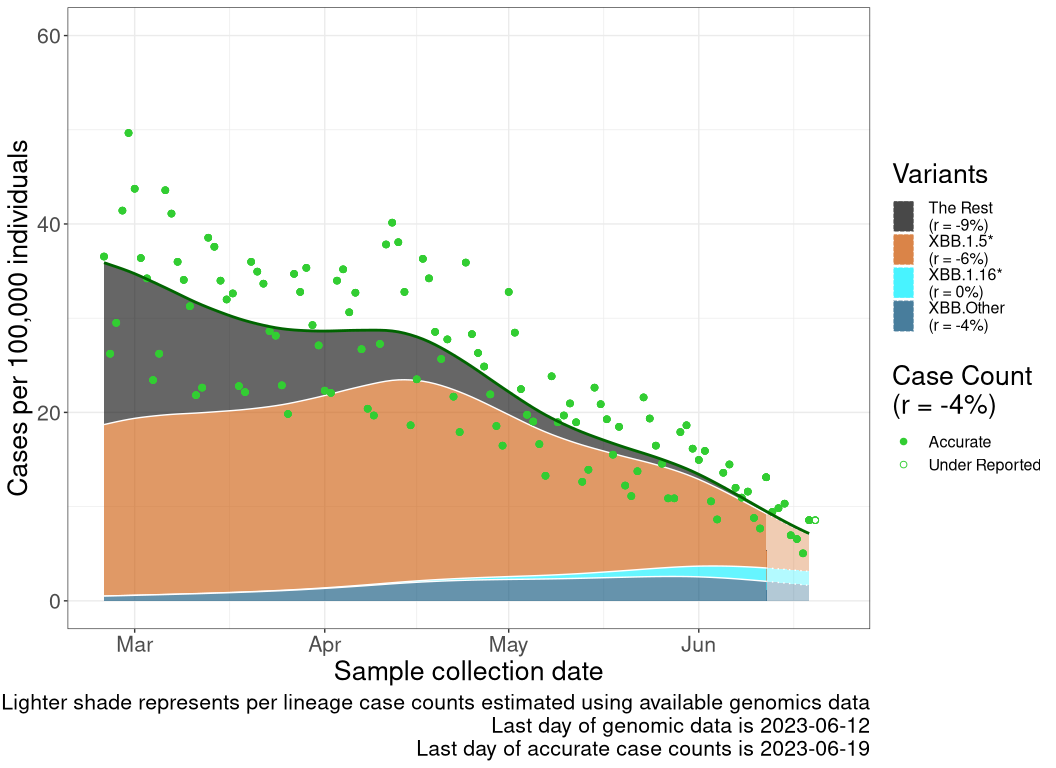 60
40
20
0
Cases per 100,000 individuals
Mar
Apr
May
Jun
Sample collection date
Variants
The Rest
(r = -9%)
XBB.1.5*
(r = -6%)
XBB.1.16*
(r = 0%)
XBB.Other
(r = -4%)
Case Count
(r = -4%)
Accurate
Under Reported
Lighter shade represents per lineage case counts estimated using available genomics data
Last day of genomic data is 2023-06-12
Last day of accurate case counts is 2023-06-19